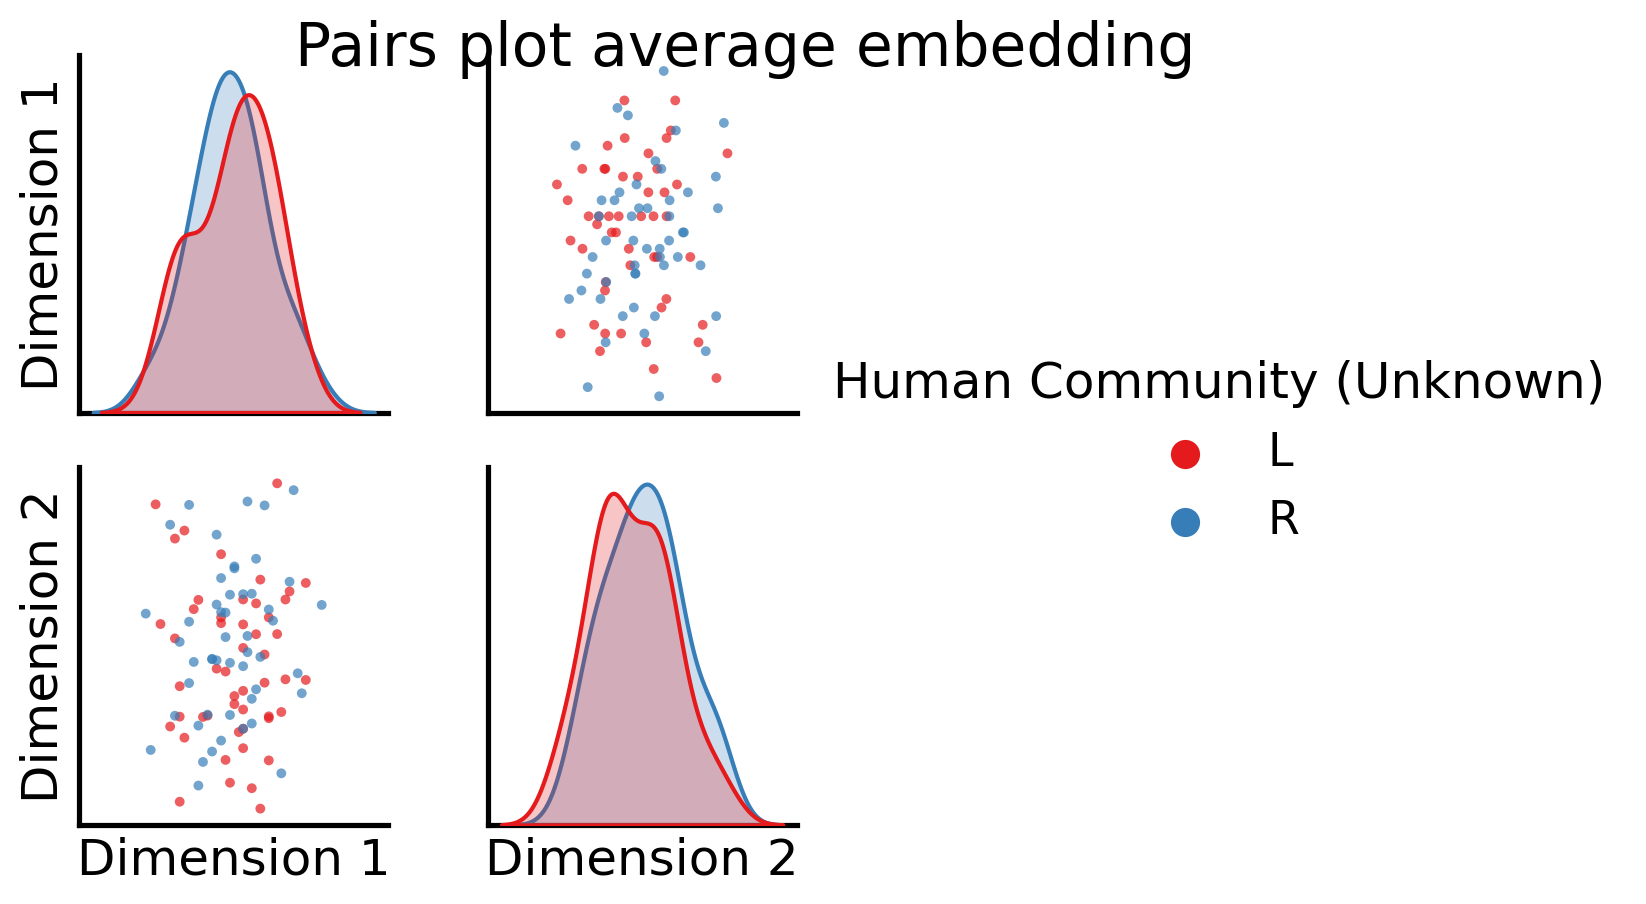 Pairs plot average embedding
Dimension 1
Dimension 2
Dimension 1
Dimension 2
Human Community (Unknown)
L
R